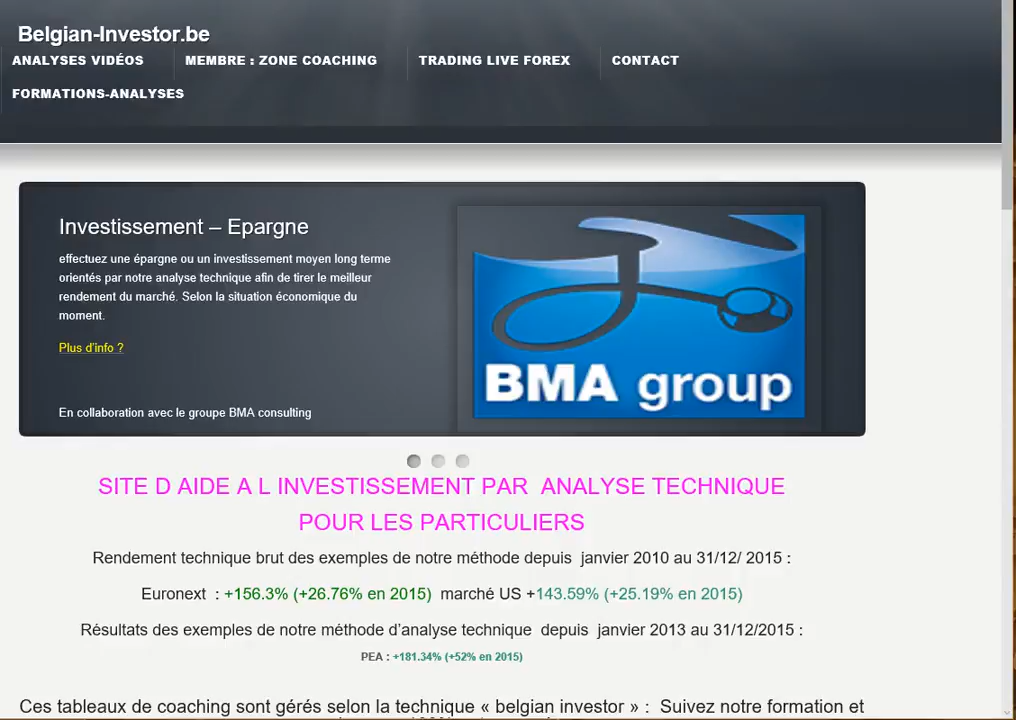 Belgian-Investor.be
ANALYSES VIDÉOS
MEMBRE : ZONE COACHING
TRADING LIVE FOREX
CONTACT
FORMATIONS-ANALYSES
Investissement – Epargne
effectuez une épargne ou un investissement moyen long terme
orientés par notre analyse technique afin de tirer le meilleur
rendement du marché. Selon la situation économique du
moment.
Plus d'info ?
En collaboration avec le groupe BMA consulting
BMA group
SITE D AIDE A L INVESTISSEMENT PAR ANALYSE TECHNIQUE
POUR LES PARTICULIERS
Rendement technique brut des exemples de notre méthode depuis janvier 2010 au 31/12/ 2015 :
Euronext : +156.3% (+26.76% en 2015) marché US +143.59% (+25.19% en 2015)
Résultats des exemples de notre méthode d'analyse technique depuis janvier 2013 au 31/12/2015 :
PEA : +181.34% (+52% en 2015)
Ces tableaux de coaching sont gérés selon la technique « belgian investor » : Suivez notre formation et